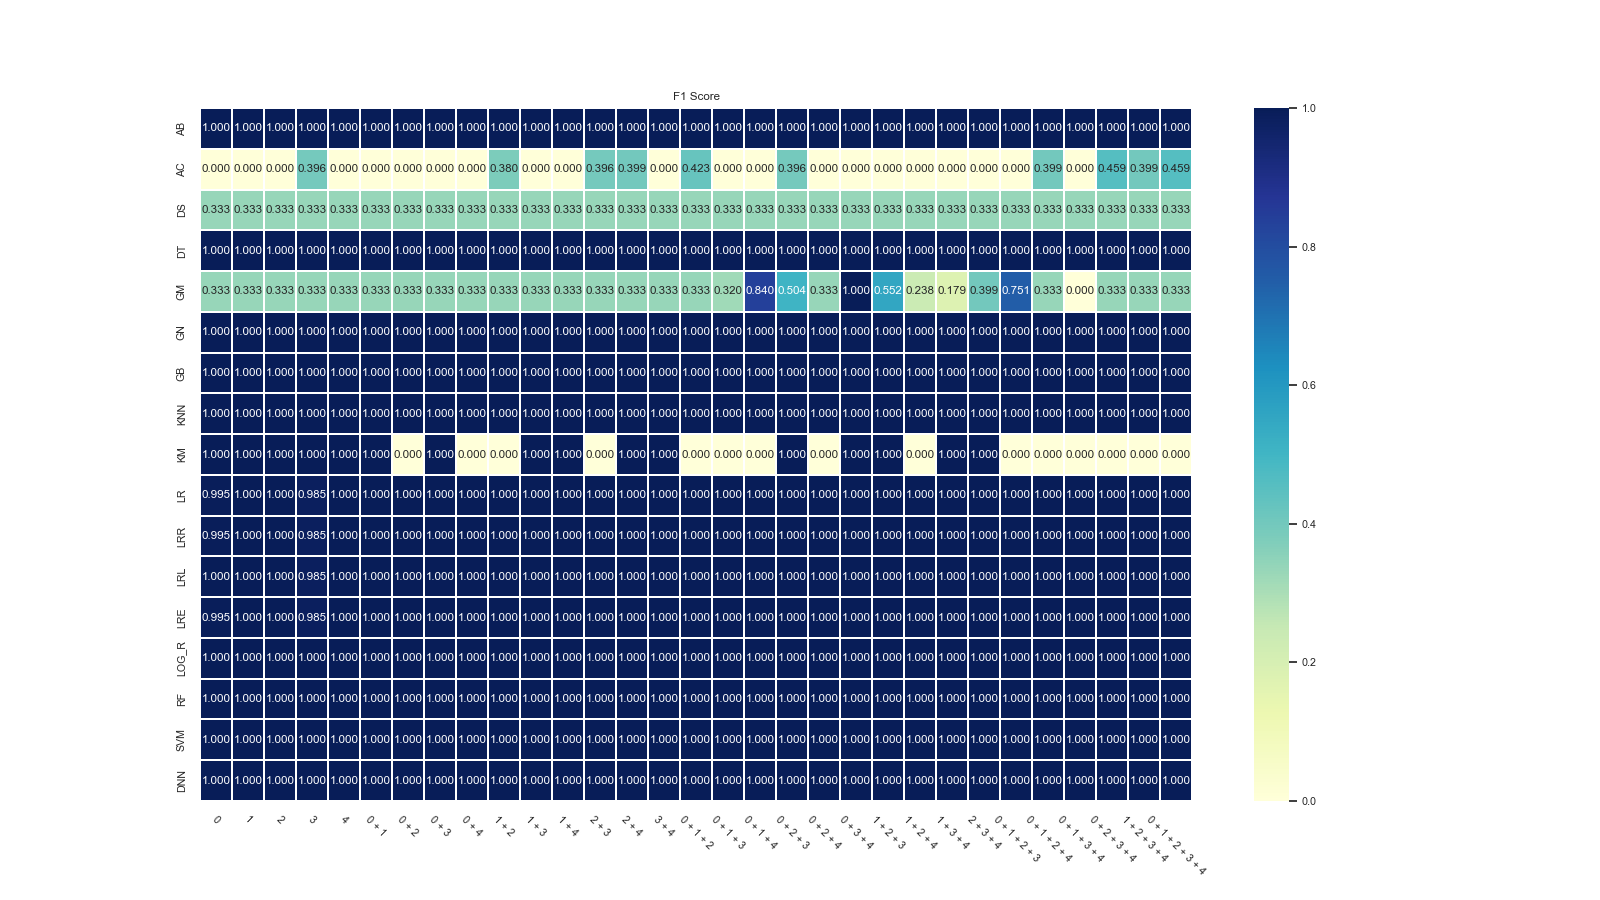 F1 Score
AB 1.000 1.000 1.000 1.000 1.000 1.000 1.000 1.000 1.000 1.000 1.000 1.000 1.000 1.000 1.000 1.000 1.000 1.000 1.000 1.000 1.000 1.000 1.000 1.000 1.000 1.000 1.000 1.000 1.000 1.000 1.000
AC 0.000 0.000 0.000 0.396 0.000 0.000 0.000 0.000 0.000 0.380 0.000 0.000 0.396 0.399 0.000 0.423 0.000 0.000 0.396 0.000 0.000 0.000 0.000 0.000 0.000 0.000 0.399 0.000 0.459 0.399 0.459
DS 0.333 0.333 0.333 0.333 0.333 0.333 0.333 0.333 0.333 0.333 0.333 0.333 0.333 0.333 0.333 0.333 0.333 0.333 0.333 0.333 0.333 0.333 0.333 0.333 0.333 0.333 0.333 0.333 0.333 0.333 0.333
DT 1.000 1.000 1.000 1.000 1.000 1.000 1.000 1.000 1.000 1.000 1.000 1.000 1.000 1.000 1.000 1.000 1.000 1.000 1.000 1.000 1.000 1.000 1.000 1.000 1.000 1.000 1.000 1.000 1.000 1.000 1.000
GM 0.333 0.333 0.333 0.333 0.333 0.333 0.333 0.333 0.333 0.333 0.333 0.333 0.333 0.333 0.333 0.333 0.320 0.840 0.504 0.333 1.000 0.552 0.238 0.179 0.399 0.751 0.333 0.000 0.333 0.333 0.333
GN 1.000 1.000 1.000 1.000 1.000 1.000 1.000 1.000 1.000 1.000 1.000 1.000 1.000 1.000 1.000 1.000 1.000 1.000 1.000 1.000 1.000 1.000 1.000 1.000 1.000 1.000 1.000 1.000 1.000 1.000 1.000
GB 1.000 1.000 1.000 1.000 1.000 1.000 1.000 1.000 1.000 1.000 1.000 1.000 1.000 1.000 1.000 1.000 1.000 1.000 1.000 1.000 1.000 1.000 1.000 1.000 1.000 1.000 1.000 1.000 1.000 1.000 1.000
KNN 1.000 1.000 1.000 1.000 1.000 1.000 1.000 1.000 1.000 1.000 1.000 1.000 1.000 1.000 1.000 1.000 1.000 1.000 1.000 1.000 1.000 1.000 1.000 1.000 1.000 1.000 1.000 1.000 1.000 1.000 1.000
KM 1.000 1.000 1.000 1.000 1.000 1.000 0.000 1.000 0.000 0.000 1.000 1.000 0.000 1.000 1.000 0.000 0.000 0.000 1.000 0.000 1.000 1.000 0.000 1.000 1.000 0.000 0.000 0.000 0.000 0.000 0.000
LR 0.995 1.000 1.000 0.985 1.000 1.000 1.000 1.000 1.000 1.000 1.000 1.000 1.000 1.000 1.000 1.000 1.000 1.000 1.000 1.000 1.000 1.000 1.000 1.000 1.000 1.000 1.000 1.000 1.000 1.000 1.000
LRR 0.995 1.000 1.000 0.985 1.000 1.000 1.000 1.000 1.000 1.000 1.000 1.000 1.000 1.000 1.000 1.000 1.000 1.000 1.000 1.000 1.000 1.000 1.000 1.000 1.000 1.000 1.000 1.000 1.000 1.000 1.000
LRL 1.000 1.000 1.000 0.985 1.000 1.000 1.000 1.000 1.000 1.000 1.000 1.000 1.000 1.000 1.000 1.000 1.000 1.000 1.000 1.000 1.000 1.000 1.000 1.000 1.000 1.000 1.000 1.000 1.000 1.000 1.000
LRE 0.995 1.000 1.000 0.985 1.000 1.000 1.000 1.000 1.000 1.000 1.000 1.000 1.000 1.000 1.000 1.000 1.000 1.000 1.000 1.000 1.000 1.000 1.000 1.000 1.000 1.000 1.000 1.000 1.000 1.000 1.000
LOG_R 1.000 1.000 1.000 1.000 1.000 1.000 1.000 1.000 1.000 1.000 1.000 1.000 1.000 1.000 1.000 1.000 1.000 1.000 1.000 1.000 1.000 1.000 1.000 1.000 1.000 1.000 1.000 1.000 1.000 1.000 1.000
RF 1.000 1.000 1.000 1.000 1.000 1.000 1.000 1.000 1.000 1.000 1.000 1.000 1.000 1.000 1.000 1.000 1.000 1.000 1.000 1.000 1.000 1.000 1.000 1.000 1.000 1.000 1.000 1.000 1.000 1.000 1.000
SVM 1.000 1.000 1.000 1.000 1.000 1.000 1.000 1.000 1.000 1.000 1.000 1.000 1.000 1.000 1.000 1.000 1.000 1.000 1.000 1.000 1.000 1.000 1.000 1.000 1.000 1.000 1.000 1.000 1.000 1.000 1.000
DNN 1.000 1.000 1.000 1.000 1.000 1.000 1.000 1.000 1.000 1.000 1.000 1.000 1.000 1.000 1.000 1.000 1.000 1.000 1.000 1.000 1.000 1.000 1.000 1.000 1.000 1.000 1.000 1.000 1.000 1.000 1.000
0
1
2
3
4
0 + 1
0 + 2
0 + 3
0 + 4
1 + 2
1 + 3
1 + 4
2 + 3
2 + 4
3 + 4
0 + 1 + 2
0 + 1 + 3
0 + 1 + 4
0 + 2 + 3
0 + 2 + 4
0 + 3 + 4
1 + 2 + 3
1 + 2 + 4
1 + 3 + 4
2 + 3 + 4
0 + 1 + 2 + 3
0 + 1 + 2 + 4
0 + 1 + 3 + 4
0 + 2 + 3 + 4
1 + 2 + 3 + 4
0 + 1 + 2 + 3 + 4
1.0
0.8
0.6
0.4
0.2
0.0